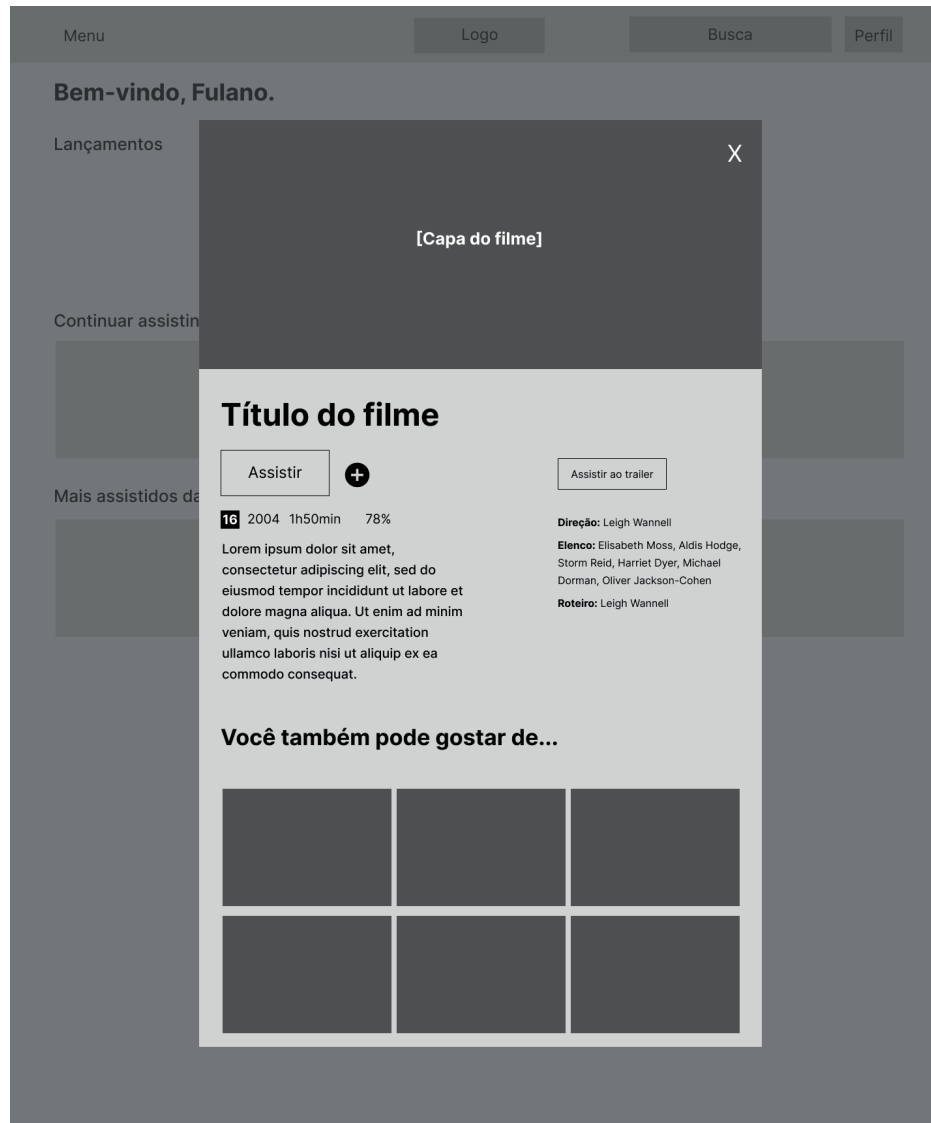 Menu
Logo
Busca
Perfil
Bem-vindo, Fulano.
Lançamentos
X
[Capa do filme]
Continuar assistin
Título do filme
Assistir
+
Assistir ao trailer
Mais assistidos da
16 2004 1h50min 78%
Lorem ipsum dolor sit amet,
consectetur adipiscing elit, sed do
eiusmod tempor incididunt ut labore et
dolore magna aliqua. Ut enim ad minim
veniam, quis nostrud exercitation
ullamco laboris nisi ut aliquip ex ea
commodo consequat.
Direção: Leigh Wannell
Elenco: Elisabeth Moss, Aldis Hodge,
Storm Reid, Harriet Dyer, Michael
Dorman, Oliver Jackson-Cohen
Roteiro: Leigh Wannell
Você também pode gostar de...